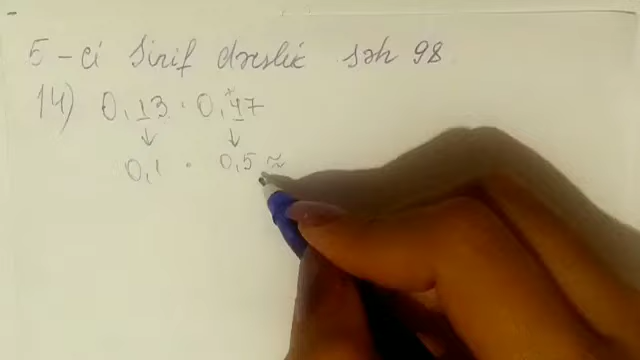 5-ci sinif dərslik səh 98
14) 0,13 · 0,47
0,1 · 0,5 ≈